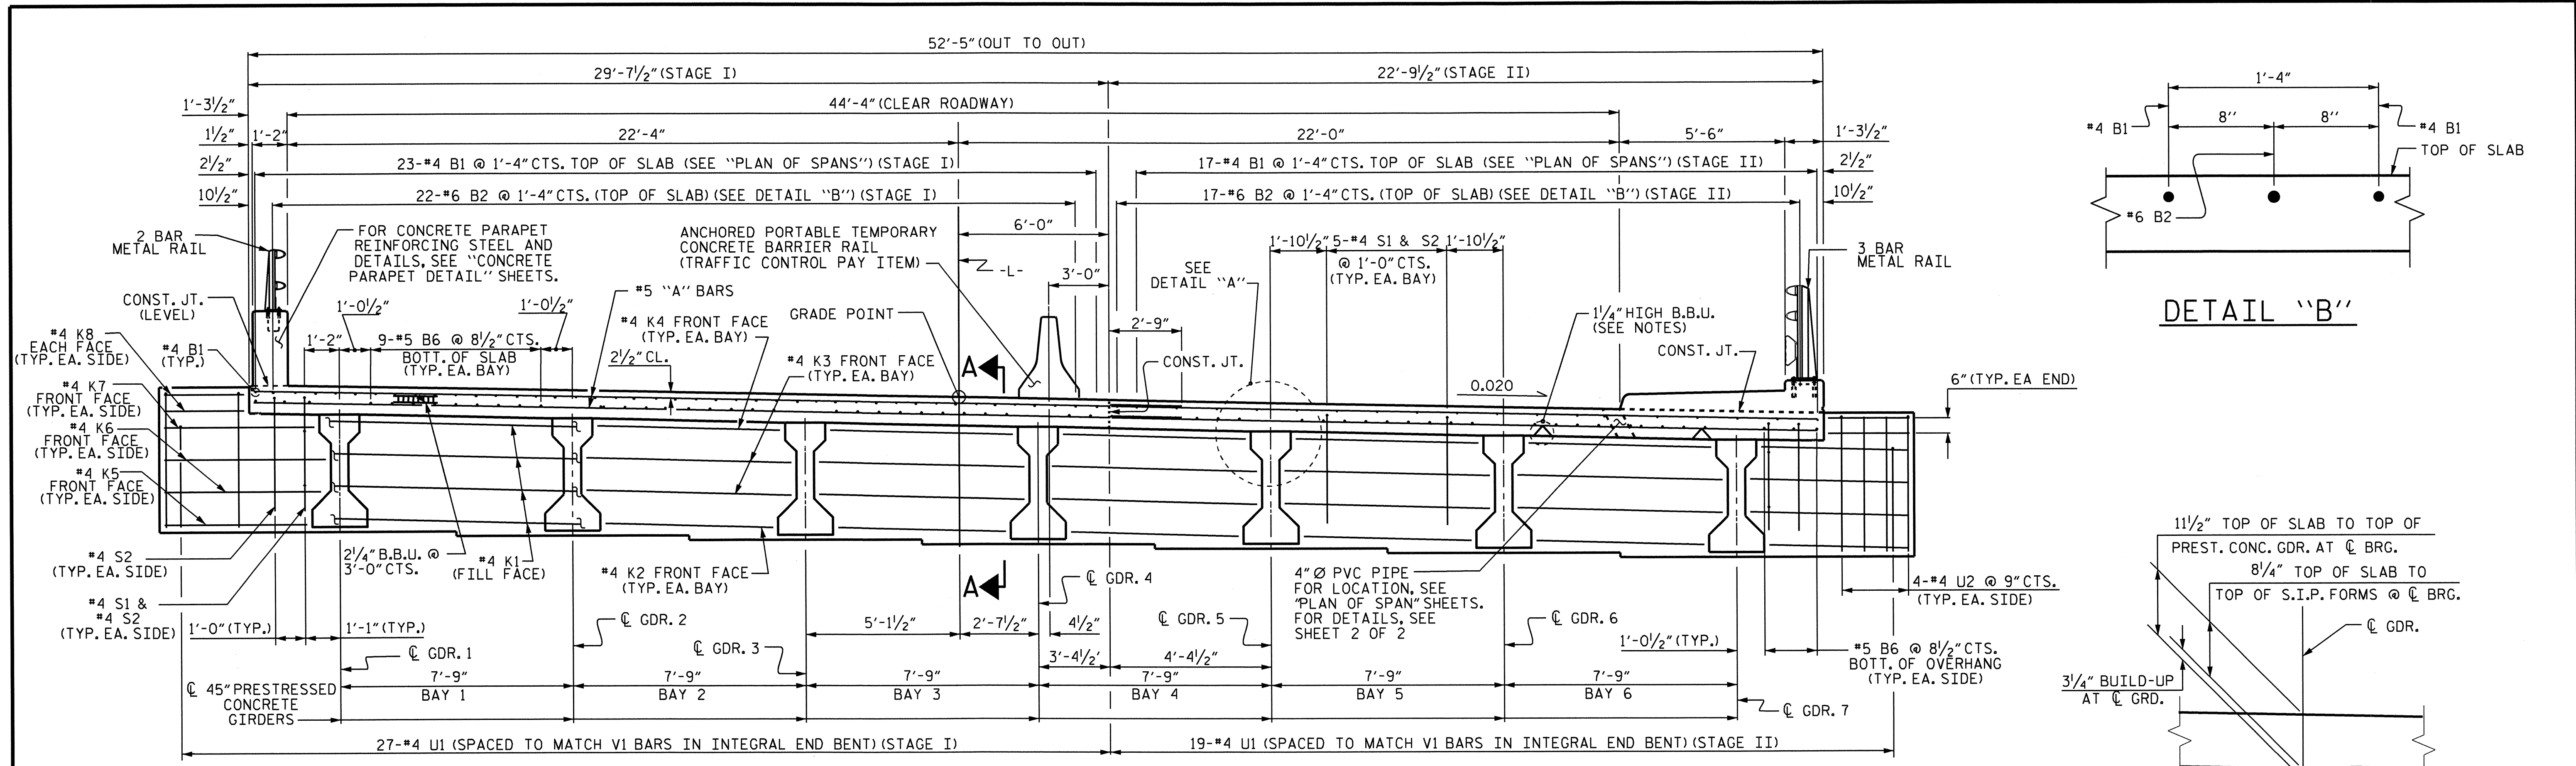 52'-5" (OUT TO OUT)
29'-7½" (STAGE I)
22'-9½" (STAGE II)
1'-3½"
44'-4" (CLEAR ROADWAY)
1½"
1'-2"
22'-4"
22'-0"
5'-6"
1'-3½"
2½"
23-#4 B1 @ 1'-4" CTS. TOP OF SLAB (SEE "PLAN OF SPANS") (STAGE I)
17-#4 B1 @ 1'-4" CTS. TOP OF SLAB (SEE "PLAN OF SPANS") (STAGE II)
2½"
10½"
22-#6 B2 @ 1'-4" CTS. (TOP OF SLAB) (SEE DETAIL "B") (STAGE I)
17-#6 B2 @ 1'-4" CTS. (TOP OF SLAB) (SEE DETAIL "B") (STAGE II)
10½"
2 BAR
METAL RAIL
FOR CONCRETE PARAPET
REINFORCING STEEL AND
DETAILS, SEE "CONCRETE
PARAPET DETAIL" SHEETS.
ANCHORED PORTABLE TEMPORARY
CONCRETE BARRIER RAIL
(TRAFFIC CONTROL PAY ITEM)
6'-0"
-L-
3'-0"
SEE
DETAIL "A"
1'-10½"
5-#4 S1 & S2
@ 1'-0" CTS.
(TYP. EA. BAY)
1'-10½"
3 BAR
METAL RAIL
CONST. JT.
(LEVEL)
1'-0½"
1'-0½"
#5 "A" BARS
#4 K4 FRONT FACE
(TYP. EA. BAY)
GRADE POINT
2'-9"
1¼" HIGH B.B.U.
(SEE NOTES)
#4 K8
EACH FACE
(TYP. EA. SIDE)
#4 B1
(TYP.)
1'-2"
9-#5 B6 @ 8½" CTS.
BOTT. OF SLAB
(TYP. EA. BAY)
2½" CL.
#4 K3 FRONT FACE
(TYP. EA. BAY)
A
CONST. JT.
CONST. JT.
0.020
6" (TYP. EA END)
#4 K7
FRONT FACE
(TYP. EA. SIDE)
#4 K6
FRONT FACE
(TYP. EA. SIDE)
#4 K5
FRONT FACE
(TYP. EA. SIDE)
#4 S2
(TYP. EA. SIDE)
#4 S1 &
#4 S2
(TYP. EA. SIDE)
2¼" B.B.U. @
3'-0" CTS.
#4 K1
(FILL FACE)
#4 K2 FRONT FACE
(TYP. EA. BAY)
A
℄ GDR. 4
4" Ø PVC PIPE
FOR LOCATION, SEE
"PLAN OF SPAN" SHEETS.
FOR DETAILS, SEE
SHEET 2 OF 2
4-#4 U2 @ 9" CTS.
(TYP. EA. SIDE)
1'-0" (TYP.)
1'-1" (TYP.)
℄ GDR. 1
℄ GDR. 2
℄ GDR. 3
5'-1½"
2'-7½"
4½"
℄ GDR. 5
℄ GDR. 6
1'-0½" (TYP.)
#5 B6 @ 8½" CTS.
BOTT. OF OVERHANG
(TYP. EA. SIDE)
3'-4½'
4'-4½"
℄ 45" PRESTRESSED
CONCRETE
GIRDERS
7'-9"
BAY 1
7'-9"
BAY 2
7'-9"
BAY 3
7'-9"
BAY 4
7'-9"
BAY 5
7'-9"
BAY 6
℄ GDR. 7
27-#4 U1 (SPACED TO MATCH V1 BARS IN INTEGRAL END BENT) (STAGE I)
19-#4 U1 (SPACED TO MATCH V1 BARS IN INTEGRAL END BENT) (STAGE II)
1'-4"
#4 B1
8''
8''
#4 B1
TOP OF SLAB
#6 B2
DETAIL "B"
11½" TOP OF SLAB TO TOP OF
PREST. CONC. GDR. AT ℄ BRG.
8¼" TOP OF SLAB TO
TOP OF S.I.P. FORMS @ ℄ BRG.
℄ GDR.
3¼" BUILD-UP
AT ℄ GRD.